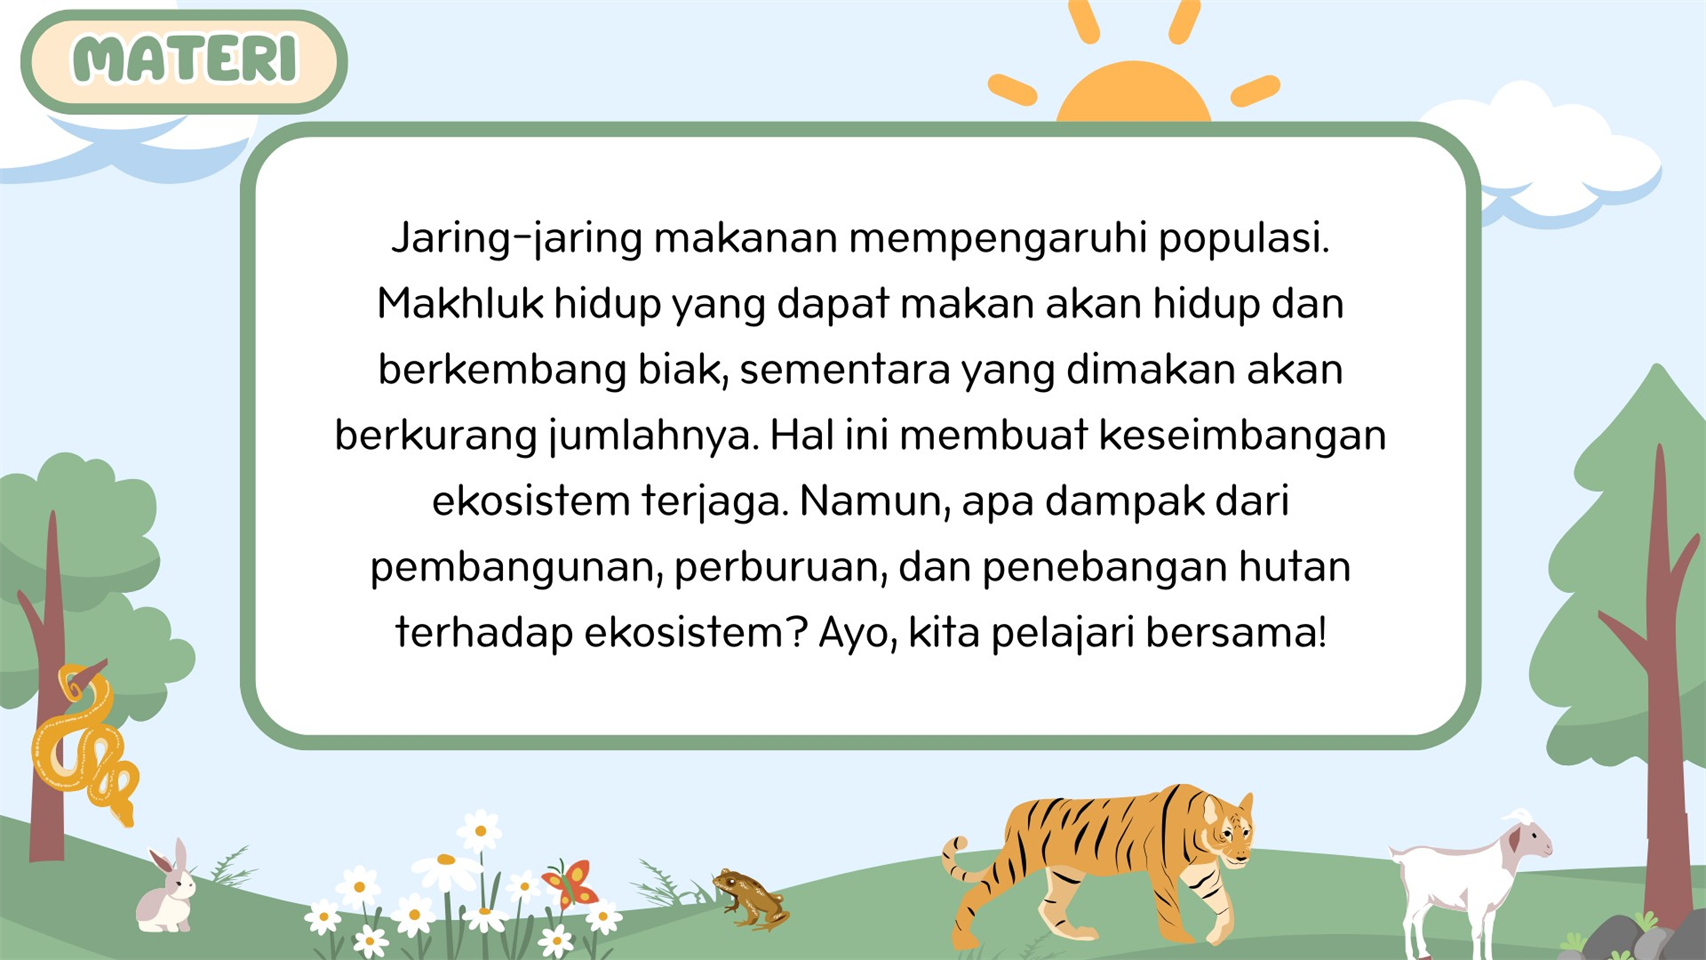 MATERI
Jaring-jaring makanan mempengaruhi populasi.
Makhluk hidup yang dapat makan akan hidup dan
berkembang biak, sementara yang dimakan akan
berkurang jumlahnya. Hal ini membuat keseimbangan
ekosistem terjaga. Namun, apa dampak dari
pembangunan, perburuan, dan penebangan hutan
terhadap ekosistem? Ayo, kita pelajari bersama!